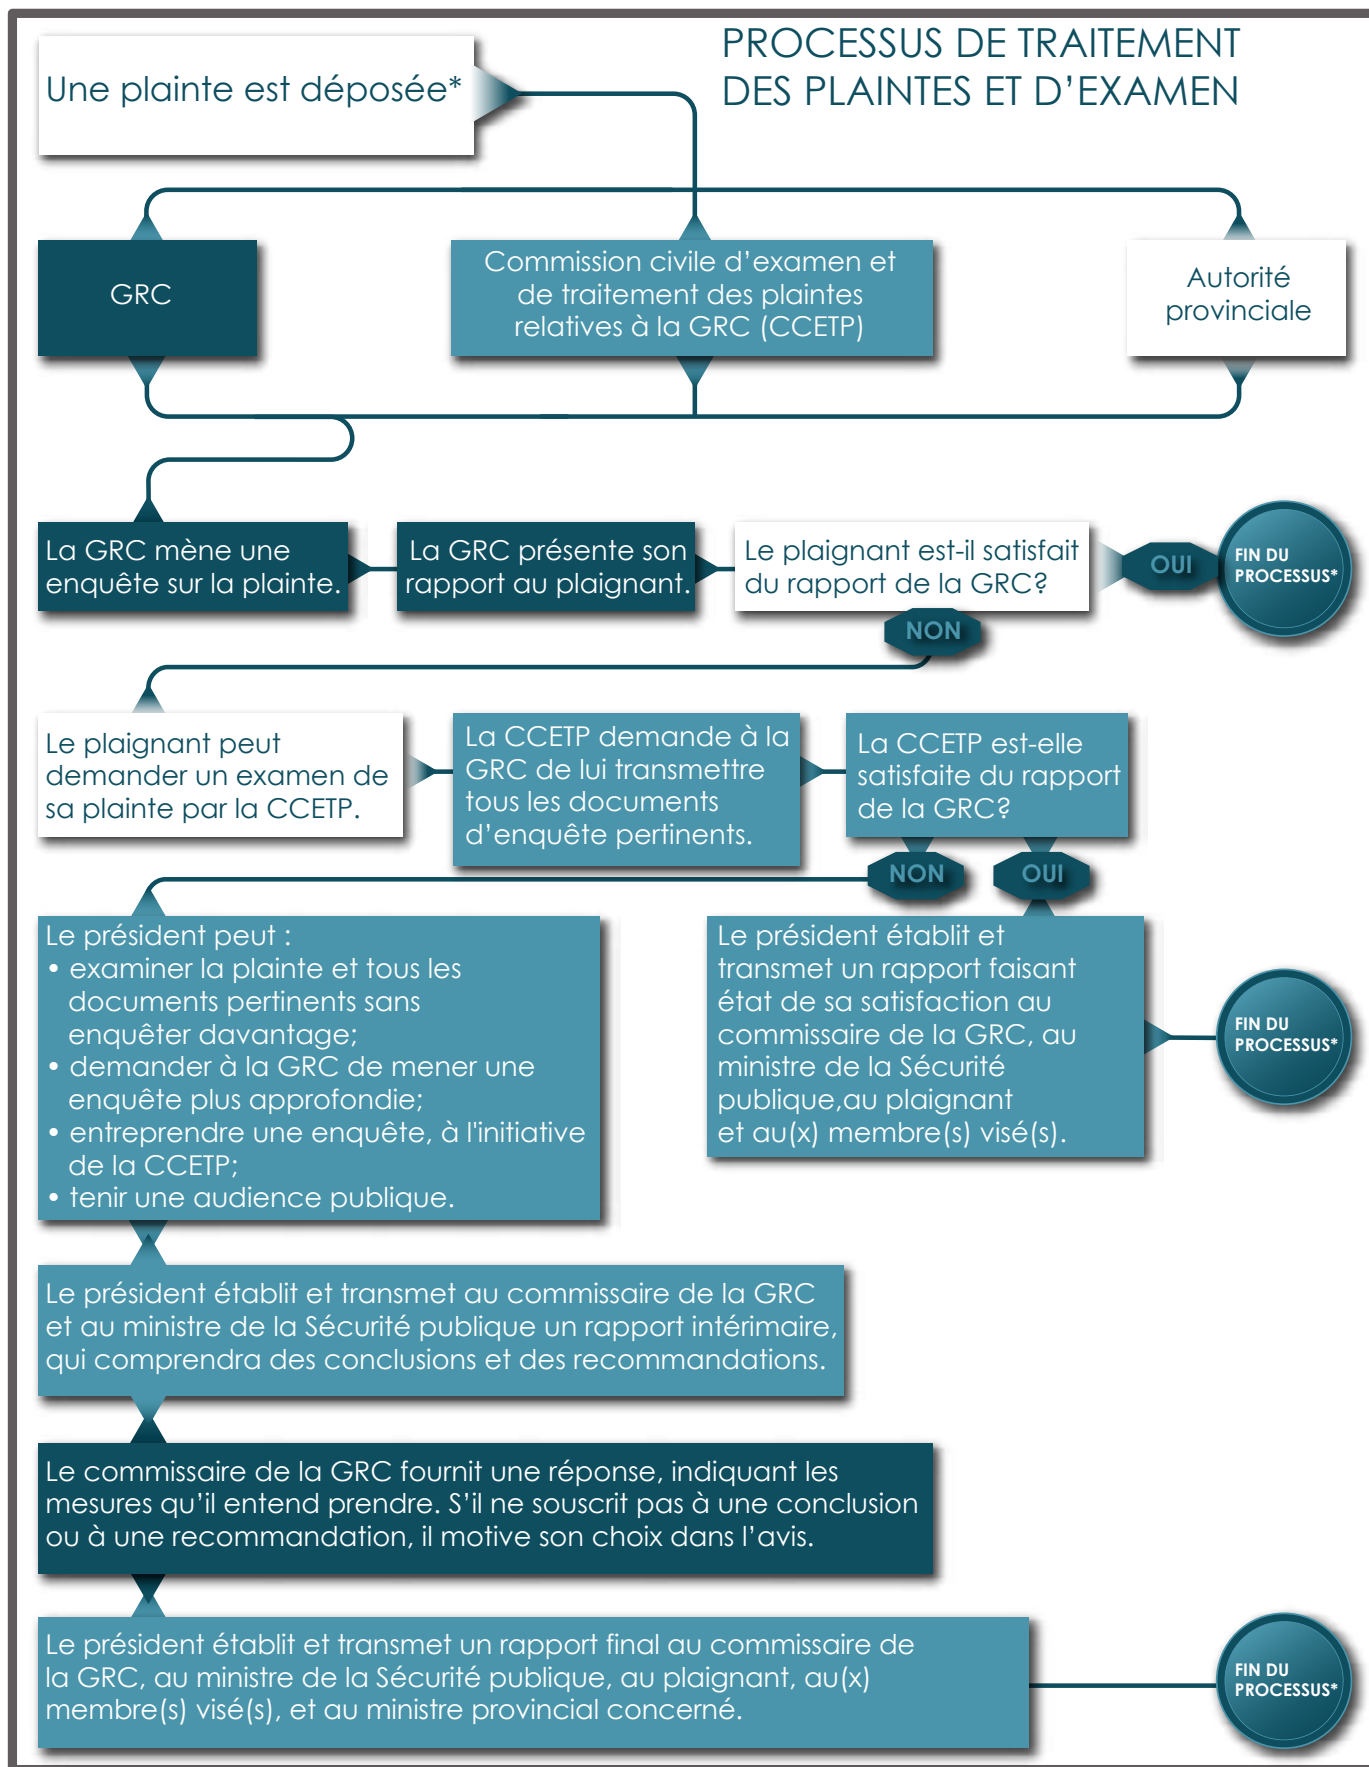 PROCESSUS DE TRAITEMENT
DES PLAINTES ET D’EXAMEN
Une plainte est déposée*
GRC
Commission civile d’examen et
de traitement des plaintes
relatives à la GRC (CCETP)
Autorité
provinciale
La GRC mène une
enquête sur la plainte.
La GRC présente son
rapport au plaignant.
Le plaignant est-il satisfait
du rapport de la GRC?
OUI
FIN DU
PROCESSUS*
NON
Le plaignant peut
demander un examen de
sa plainte par la CCETP.
La CCETP demande à la
GRC de lui transmettre
tous les documents
d’enquête pertinents.
La CCETP est-elle
satisfaite du rapport
de la GRC?
NON
OUI
Le président peut :
• examiner la plainte et tous les
documents pertinents sans
enquêter davantage;
• demander à la GRC de mener une
enquête plus approfondie;
• entreprendre une enquête, à l'initiative
de la CCETP;
• tenir une audience publique.
Le président établit et
transmet un rapport faisant
état de sa satisfaction au
commissaire de la GRC, au
ministre de la Sécurité
publique,au plaignant
et au(x) membre(s) visé(s).
FIN DU
PROCESSUS*
Le président établit et transmet au commissaire de la GRC
et au ministre de la Sécurité publique un rapport intérimaire,
qui comprendra des conclusions et des recommandations.
Le commissaire de la GRC fournit une réponse, indiquant les
mesures qu’il entend prendre. S’il ne souscrit pas à une conclusion
ou à une recommandation, il motive son choix dans l’avis.
Le président établit et transmet un rapport final au commissaire de
la GRC, au ministre de la Sécurité publique, au plaignant, au(x)
membre(s) visé(s), et au ministre provincial concerné.
FIN DU
PROCESSUS*